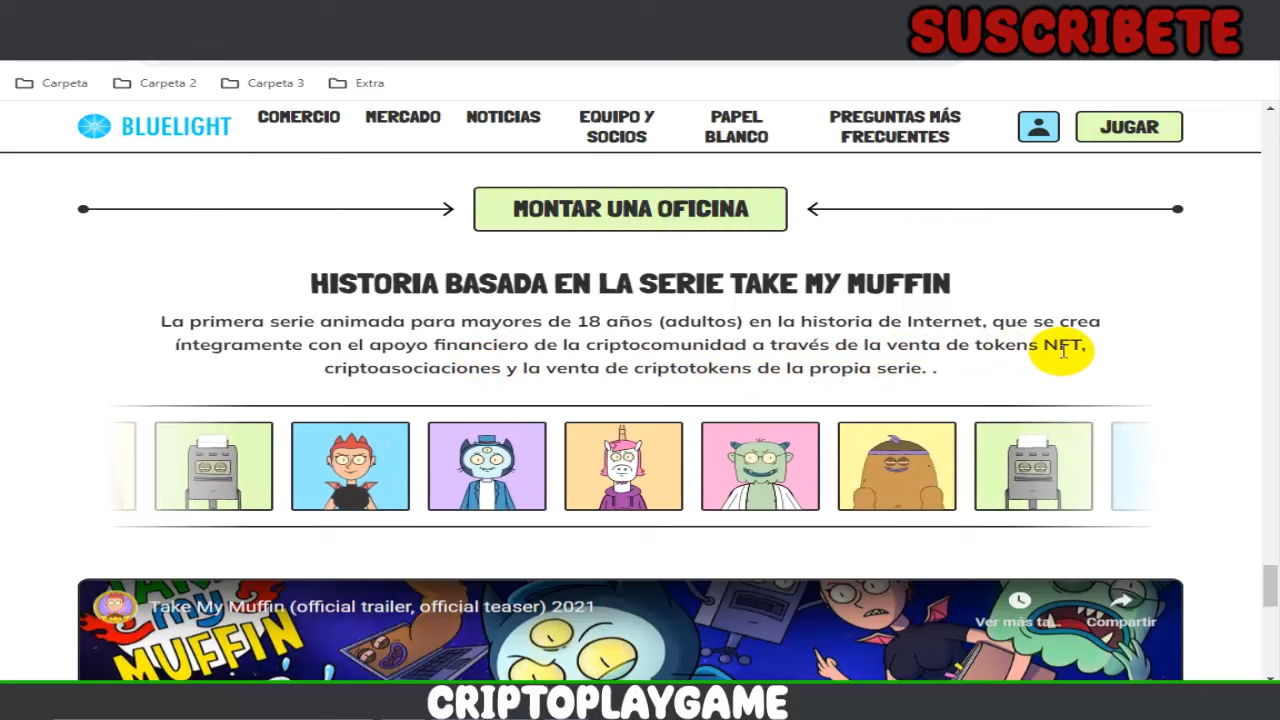 SUSCRIBETE
Carpeta Carpeta 2 Carpeta 3 Extra
BLUELIGHT
COMERCIO
MERCADO
NOTICIAS
EQUIPO Y
SOCIOS
PAPEL
BLANCO
PREGUNTAS MÁS
FRECUENTES
JUGAR
MONTAR UNA OFICINA
HISTORIA BASADA EN LA SERIE TAKE MY MUFFIN
La primera serie animada para mayores de 18 años (adultos) en la historia de Internet, que se crea
íntegramente con el apoyo financiero de la criptocomunidad a través de la venta de tokens NFT,
criptoasociaciones y la venta de criptotokens de la propia serie. .
Take My Muffin (official trailer, official teaser) 2021
Ver más ta...
Compartir
my
MUFFIN
CRIPTOPLAYGAME